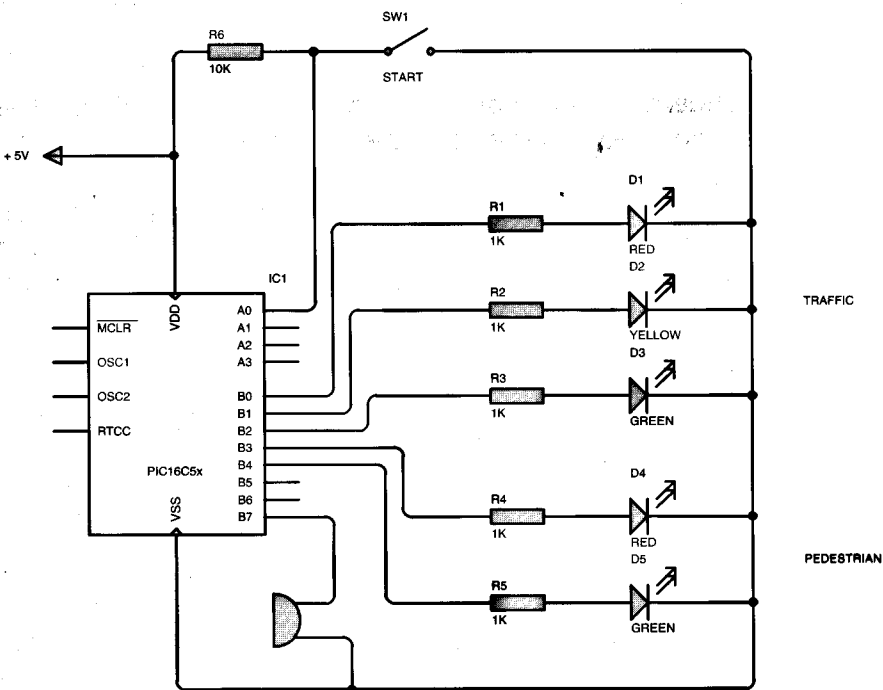 SW1
R6
10K
START
+ 5V
D1
R1
1K
RED
D2
IC1
R2
1K
YELLOW
TRAFFIC
D3
VDD
A0
MCLR
A1
A2
OSC1
A3
R3
1K
GREEN
OSC2
B0
B1
RTCC
B2
B3
PIC16C5x
B4
B5
B6
VSS
B7
D4
R4
1K
RED
D5
PEDESTRIAN
R5
1K
GREEN